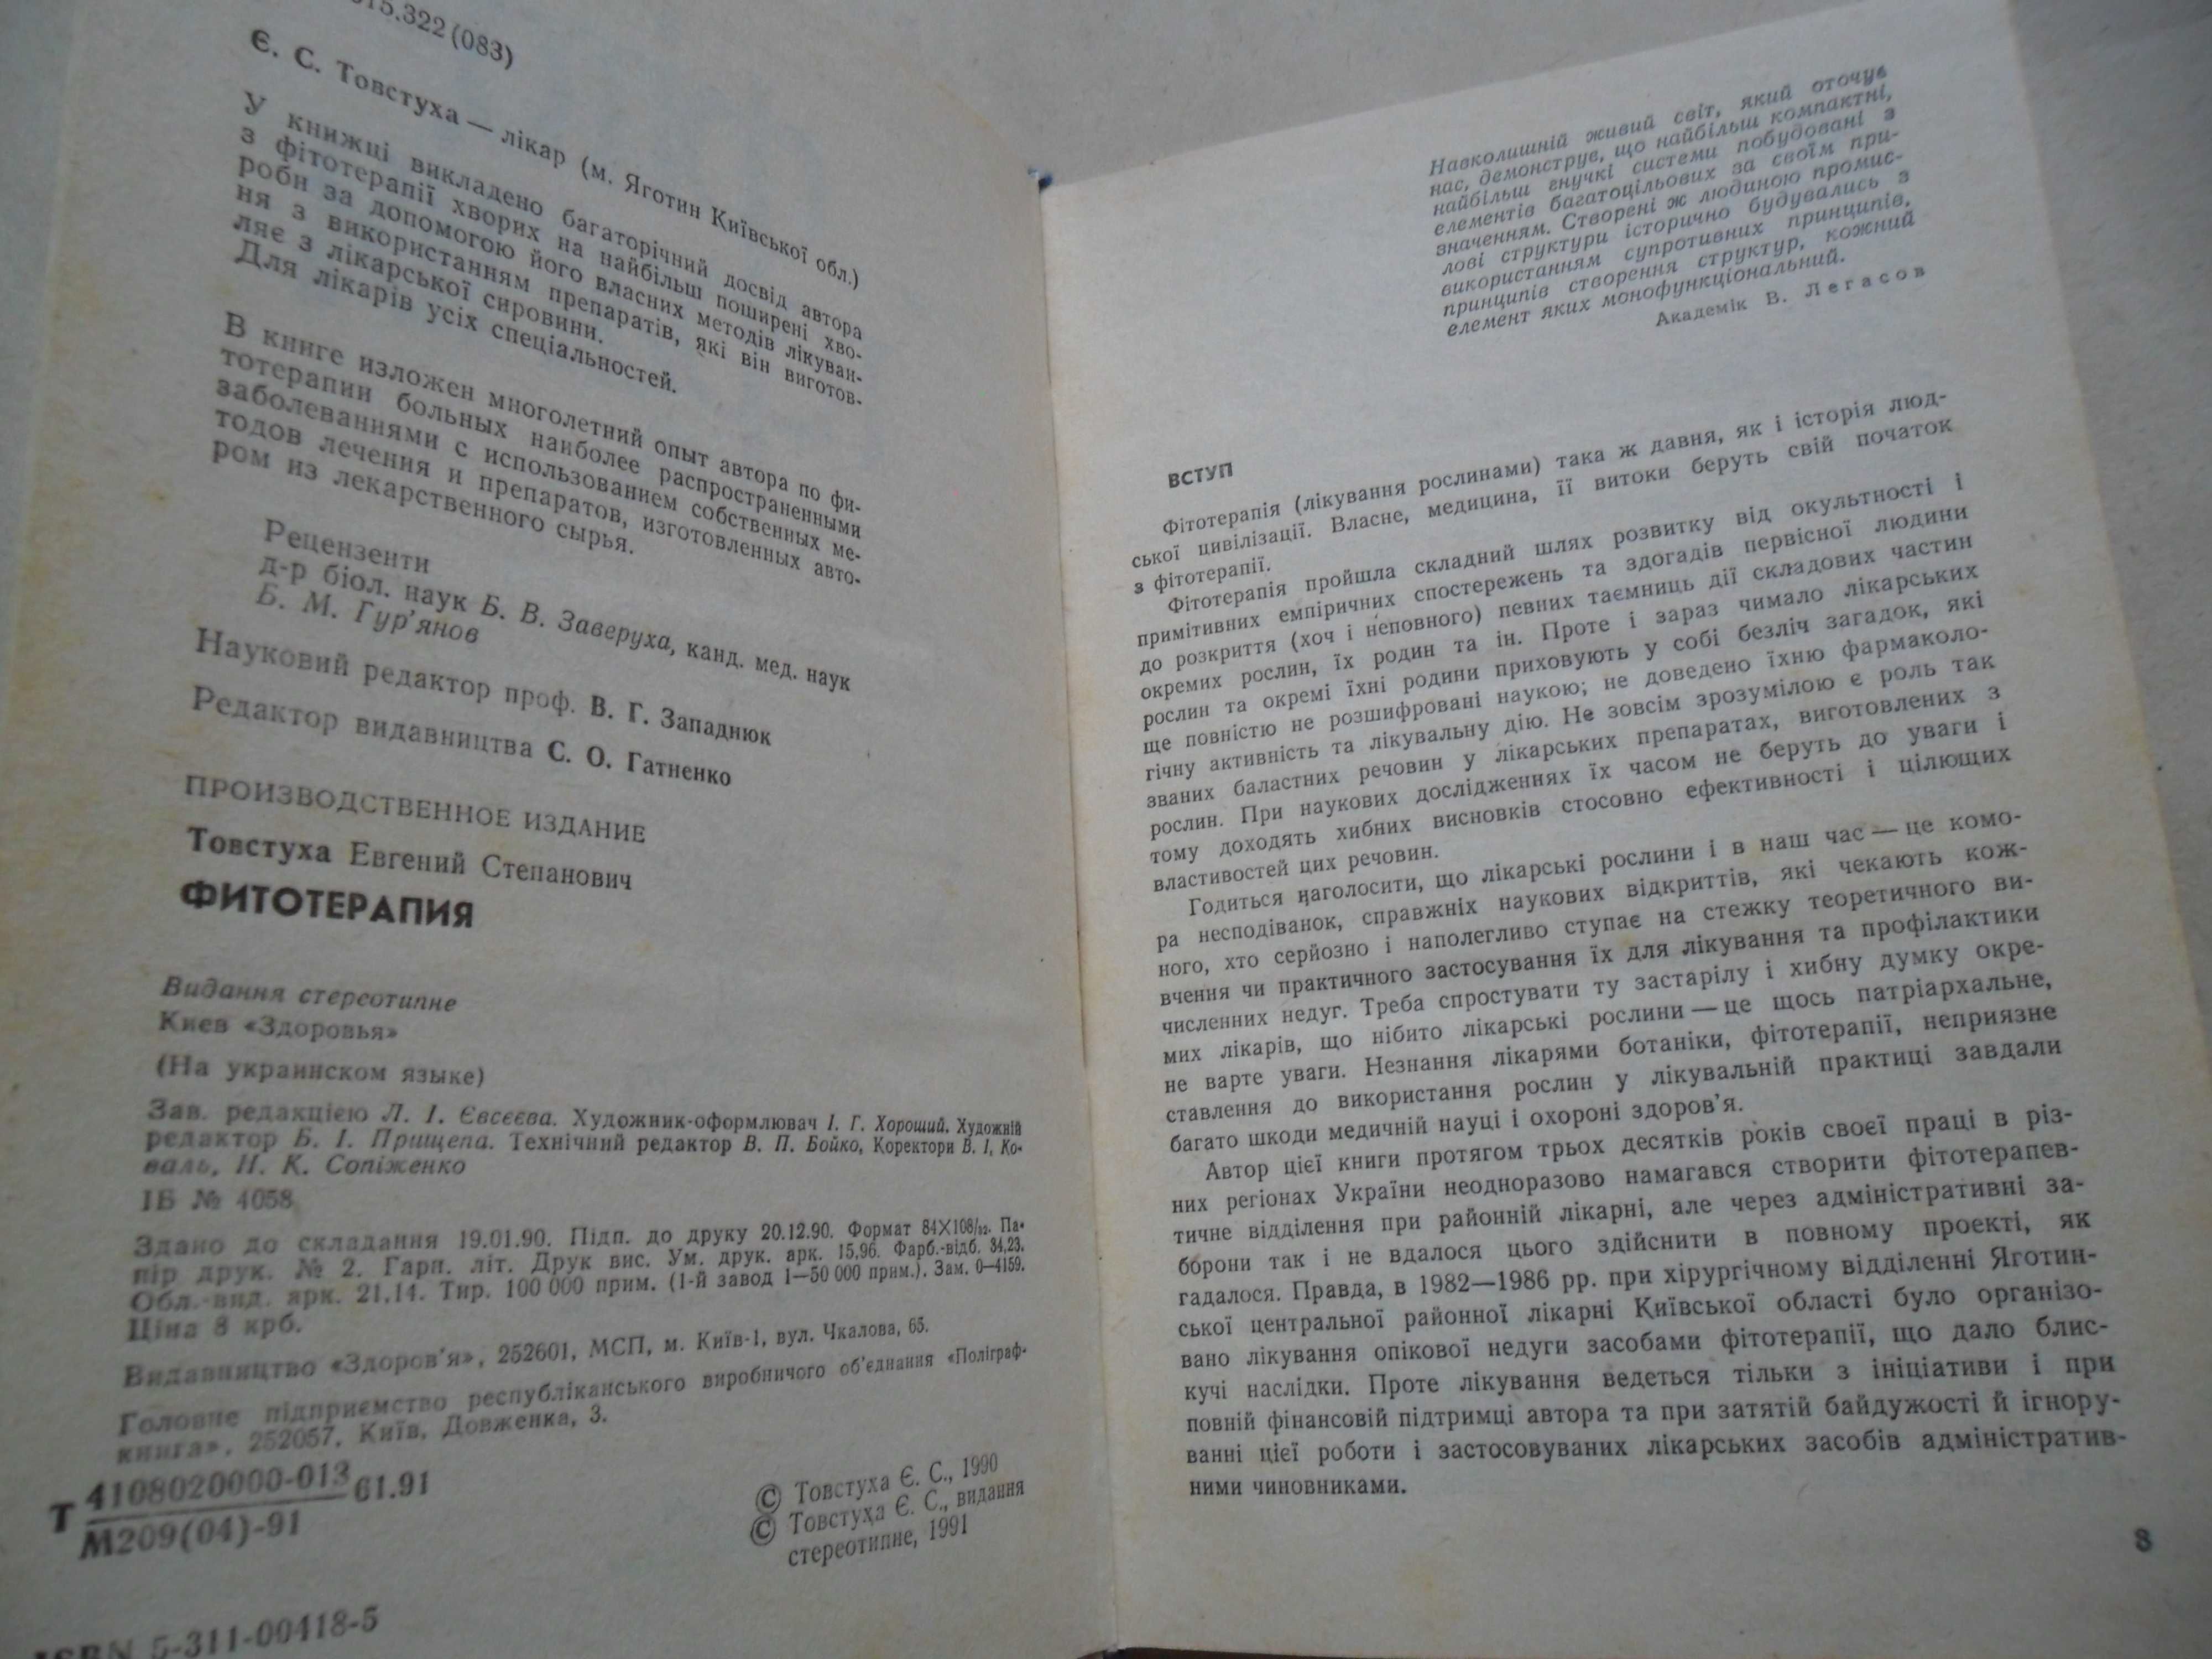 15.322 (083)
Є. С. Товстуха — лікар (м. Яготин Київської обл.)
У книжці викладено багаторічний досвід автора
з фітотерапії хворих на найбільш поширені хво-
роби за допомогою його власних методів лікуван-
ня з використанням препаратів, які він виготов-
ляє з лікарської сировини.
Для лікарів усіх спеціальностей.
В книге изложен многолетний опыт автора по фи-
тотерапии больных наиболее распространенными
заболеваниями с использованием собственных ме-
тодов лечения и препаратов, изготовленных авто-
ром из лекарственного сырья.
Рецензенти
д-р біол. наук Б. В. Заверуха, канд. мед. наук
Б. М. Гур’янов
Науковий редактор проф. В. Г. Западнюк
Редактор видавництва С. О. Гатненко
ПРОИЗВОДСТВЕННОЕ ИЗДАНИЕ
Товстуха Евгений Степанович
ФИТОТЕРАПИЯ
Видання стереотипне
Киев «Здоровья»
(На украинском языке)
Зав. редакцією Л. І. Євсєєва. Художник-оформлювач І. Г. Хороший. Художній
редактор Б. І. Прищепа. Технічний редактор В. П. Бойко, Коректори В. І, Ко-
валь, Н. К. Сопіженко
ІБ № 4058
Здано до складання 19.01.90. Підп. до друку 20.12.90. Формат 84×108/32. Па-
пір друк. № 2. Гарн. літ. Друк вис. Ум. друк. арк. 15,96. Фарб.-відб. 34,23.
Обл.-вид. арк. 21,14. Тир. 100 000 прим. (1-й завод 1—50 000 прим.). Зам. 0—4159.
Ціна 8 крб.
Видавництво «Здоров’я», 252601, МСП, м. Київ-1, вул. Чкалова, 65.
Головне підприємство республіканського виробничого об’єднання «Поліграф-
книга». 252057, Київ, Довженка, 3.
Т 4108020000-013 61.91
М209(04)-91
© Товстуха Є. С., 1990
© Товстуха Є. С., видання
стереотипне, 1991
ISBN 5-311-00418-5
Навколишній живий світ, який оточує
нас, демонструє, що найбільш компактні,
найбільш гнучкі системи побудовані з
елементів багатоцільових за своїм при-
значенням. Створені ж людиною промис-
лові структури історично будувались з
використанням супротивних принципів,
принципів створення структур, кожний
елемент яких монофункціональний.
Академік В. Легасов
ВСТУП
Фітотерапія (лікування рослинами) така ж давня, як і історія люд-
ської цивілізації. Власне, медицина, її витоки беруть свій початок
з фітотерапії.
Фітотерапія пройшла складний шлях розвитку від окультності і
примітивних емпіричних спостережень та здогадів первісної людини
до розкриття (хоч і неповного) певних таємниць дії складових частин
окремих рослин, їх родин та ін. Проте і зараз чимало лікарських
рослин та окремі їхні родини приховують у собі безліч загадок, які
ще повністю не розшифровані наукою; не доведено їхню фармаколо-
гічну активність та лікувальну дію. Не зовсім зрозумілою є роль так
званих баластних речовин у лікарських препаратах, виготовлених з
рослин. При наукових дослідженнях їх часом не беруть до уваги і
тому доходять хибних висновків стосовно ефективності і цілющих
властивостей цих речовин.
Годиться наголосити, що лікарські рослини і в наш час — це комо-
ра несподіванок, справжніх наукових відкриттів, які чекають кож-
ного, хто серйозно і наполегливо ступає на стежку теоретичного ви-
вчення чи практичного застосування їх для лікування та профілактики
численних недуг. Треба спростувати ту застарілу і хибну думку окре-
мих лікарів, що нібито лікарські рослини — це щось патріархальне,
не варте уваги. Незнання лікарями ботаніки, фітотерапії, неприязне
ставлення до використання рослин у лікувальній практиці завдали
багато шкоди медичній науці і охороні здоров’я.
Автор цієї книги протягом трьох десятків років своєї праці в різ-
них регіонах України неодноразово намагався створити фітотерапев-
тичне відділення при районній лікарні, але через адміністративні за-
борони так і не вдалося цього здійснити в повному проекті, як
гадалося. Правда, в 1982—1986 рр. при хірургічному відділенні Яготин-
ської центральної районної лікарні Київської області було організо-
вано лікування опікової недуги засобами фітотерапії, що дало блис-
кучі наслідки. Проте лікування ведеться тільки з ініціативи і при
повній фінансовій підтримці автора та при затятій байдужості й ігнору-
ванні цієї роботи і застосовуваних лікарських засобів адміністратив-
ними чиновниками.
8